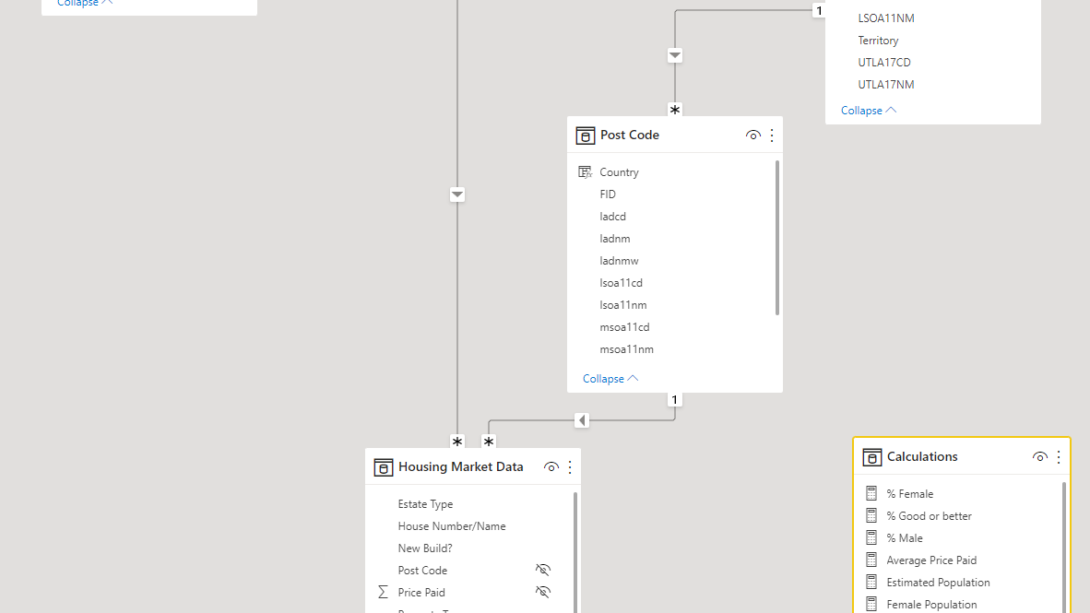 Collapse
1
LSOA11NM
Territory
UTLA17CD
UTLA17NM
Collapse
*
Post Code
Country
FID
ladcd
ladnm
ladnmw
lsoa11cd
lsoa11nm
msoa11cd
msoa11nm
Collapse
1
* *
Housing Market Data
Estate Type
House Number/Name
New Build?
Post Code
Σ Price Paid
Calculations
% Female
% Good or better
% Male
Average Price Paid
Estimated Population
Female Population